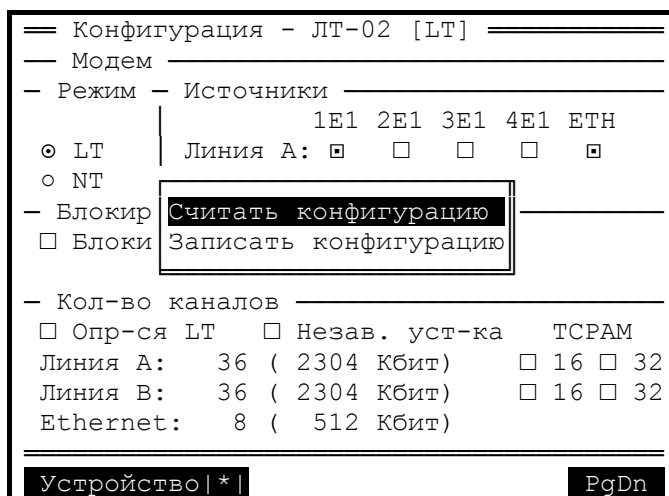 Конфигурация - ЛТ-02 [LT]
Модем
Режим Источники
1E1 2E1 3E1 4E1 ETH
LT Линия A:
NT
Считать конфигурацию
Блокир
Блоки Записать конфигурацию
Кол-во каналов
Опр-ся LT Незав. уст-ка TCPAM
Линия A: 36 ( 2304 Кбит) 16 32
Линия B: 36 ( 2304 Кбит) 16 32
Ethernet: 8 ( 512 Кбит)
Устройство|*| PgDn